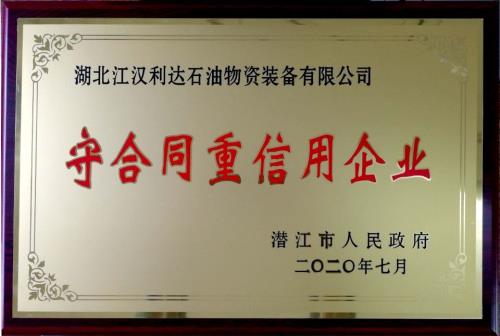 湖北江汉利达石油物资装备有限公司
守合同重信用企业
潜江市人民政府
二〇二〇年七月